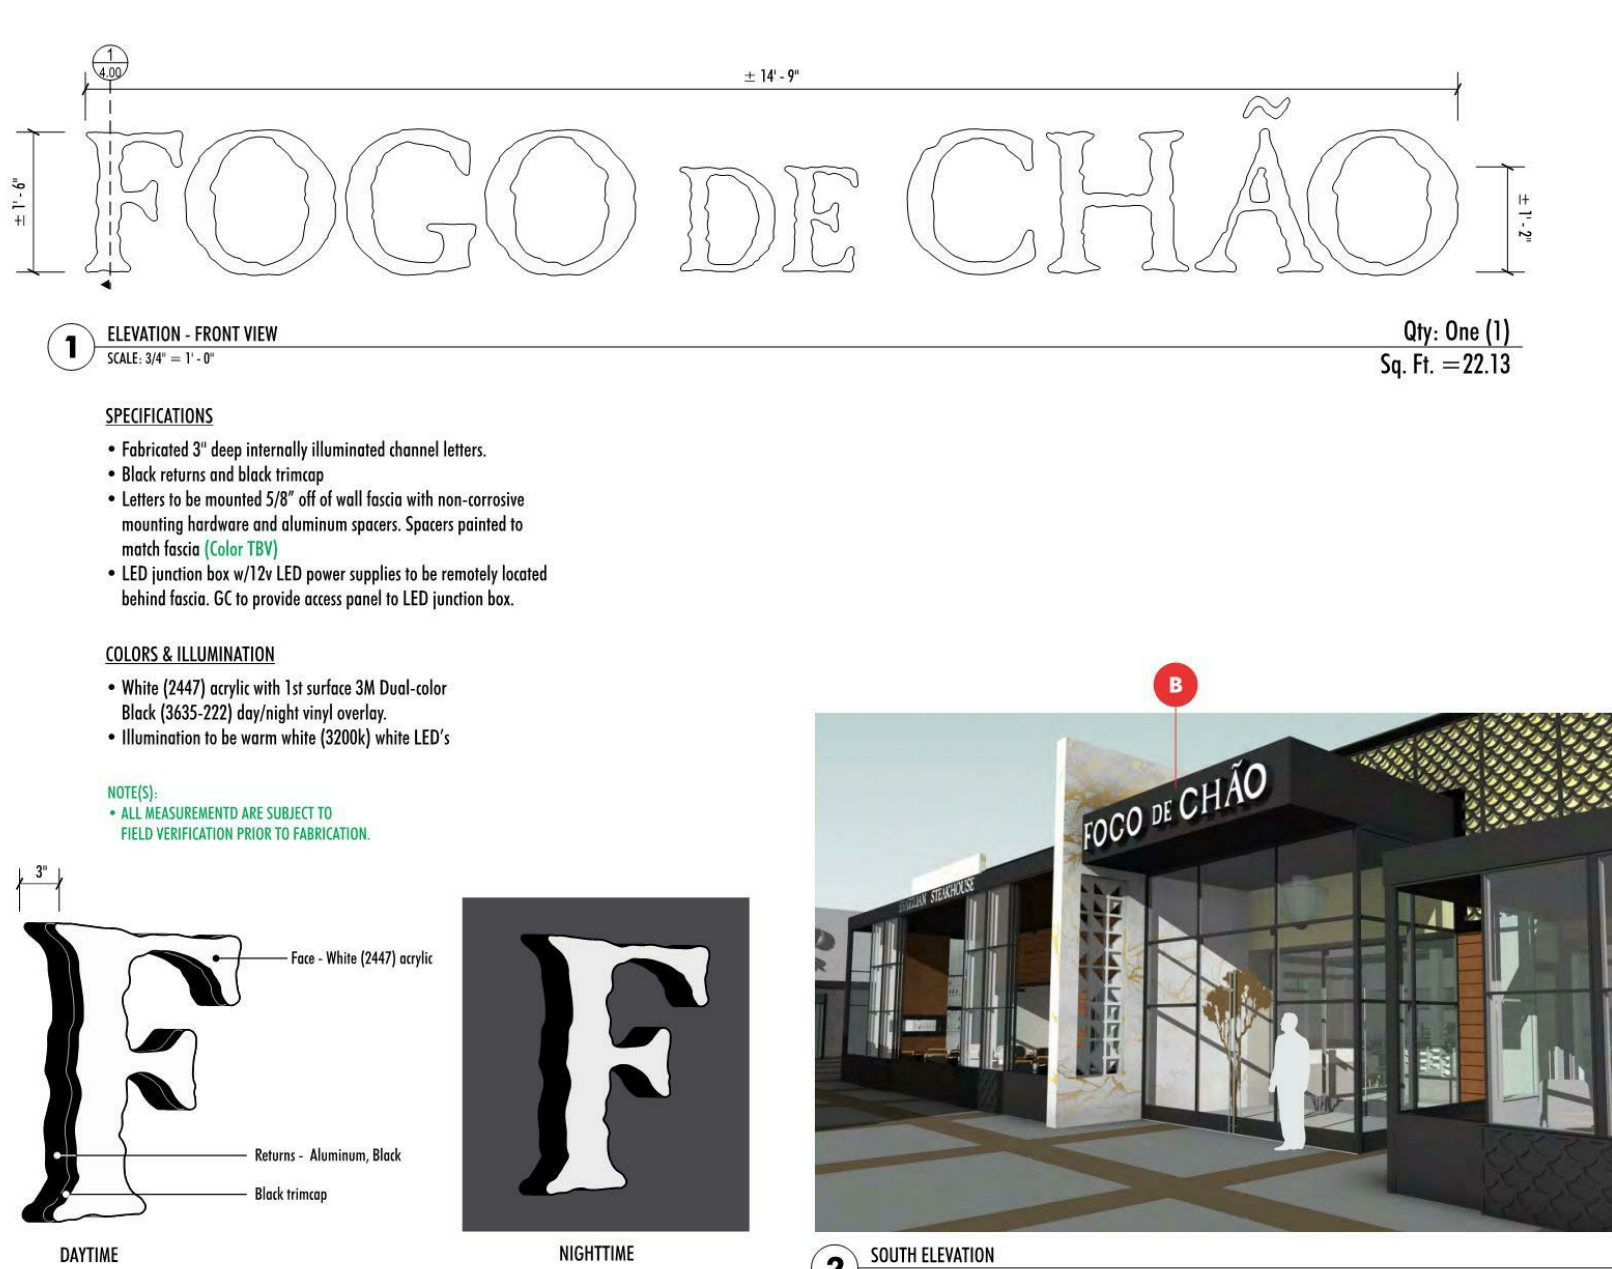 1
4.00
± 14' - 9"
± 1' - 6"
FOGO DE CHÃO
± 1' - 2"
1
ELEVATION - FRONT VIEW
SCALE: 3/4" = 1' - 0"
Qty: One (1)
Sq. Ft. =22.13
SPECIFICATIONS
• Fabricated 3" deep internally illuminated channel letters.
• Black returns and black trimcap
• Letters to be mounted 5/8” off of wall fascia with non-corrosive
mounting hardware and aluminum spacers. Spacers painted to
match fascia (Color TBV)
• LED junction box w/12v LED power supplies to be remotely located
behind fascia. GC to provide access panel to LED junction box.
COLORS & ILLUMINATION
• White (2447) acrylic with 1st surface 3M Dual-color
Black (3635-222) day/night vinyl overlay.
• Illumination to be warm white (3200k) white LED’s
NOTE(S):
• ALL MEASUREMENTD ARE SUBJECT TO
FIELD VERIFICATION PRIOR TO FABRICATION.
3"
F
Face - White (2447) acrylic
Returns - Aluminum, Black
Black trimcap
DAYTIME
F
NIGHTTIME
B
FOGO DE CHÃO
STEAKHOUSE
2
SOUTH ELEVATION